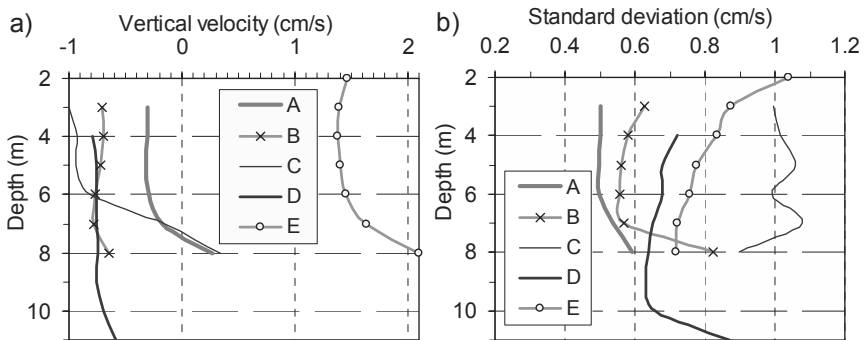 a) Vertical velocity (cm/s)
-1 0 1 2
2
4
6
8
10
Depth (m)
A
B
C
D
E
b) Standard deviation (cm/s)
0.2 0.4 0.6 0.8 1 1.2
2
4
6
8
10
Depth (m)
A
B
C
D
E